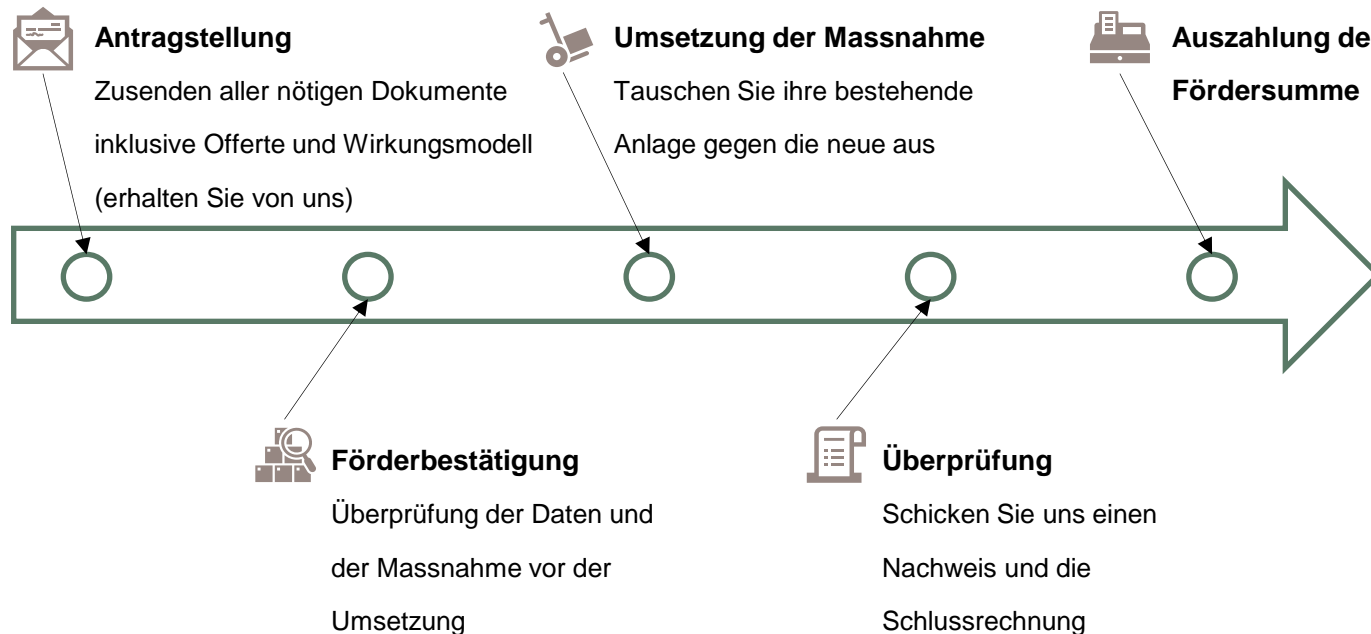 Antragstellung
Zusenden aller nötigen Dokumente
inklusive Offerte und Wirkungsmodell
(erhalten Sie von uns)
Förderbestätigung
Überprüfung der Daten und
der Massnahme vor der
Umsetzung
Umsetzung der Massnahme
Tauschen Sie ihre bestehende
Anlage gegen die neue aus
Überprüfung
Schicken Sie uns einen
Nachweis und die
Schlussrechnung
Auszahlung de
Fördersumme